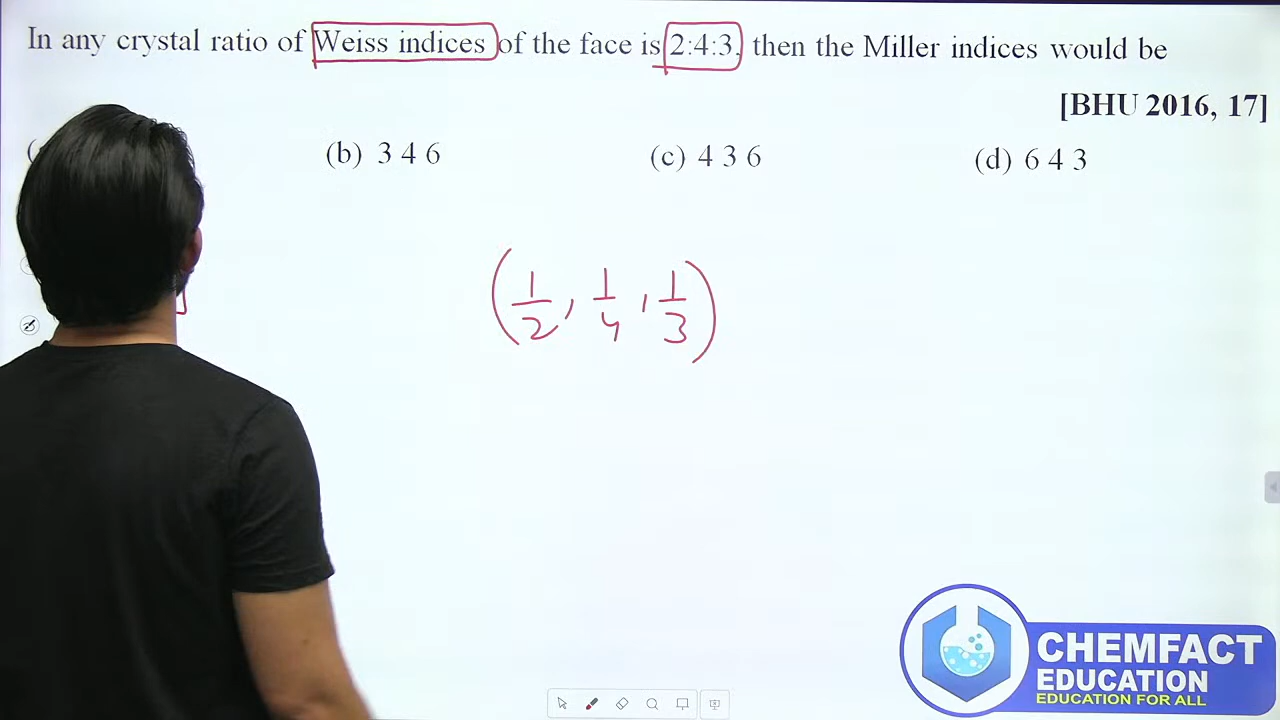 In any crystal ratio of Weiss indices of the face is 2:4:3, then the Miller indices would be
[BHU 2016, 17]
(b) 3 4 6 (c) 4 3 6 (d) 6 4 3
(1/2, 1/4, 1/3)
CHEMFACT
EDUCATION
EDUCATION FOR ALL